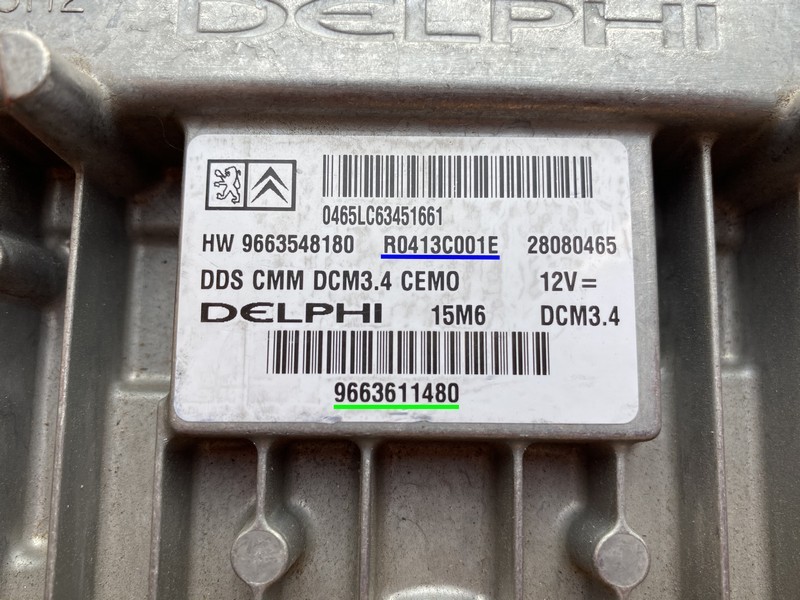 DELPHI
0465LC63451661
HW 9663548180 R0413C001E 28080465
DDS CMM DCM3.4 CEMO 12V=
DELPHI 15M6 DCM3.4
9663611480